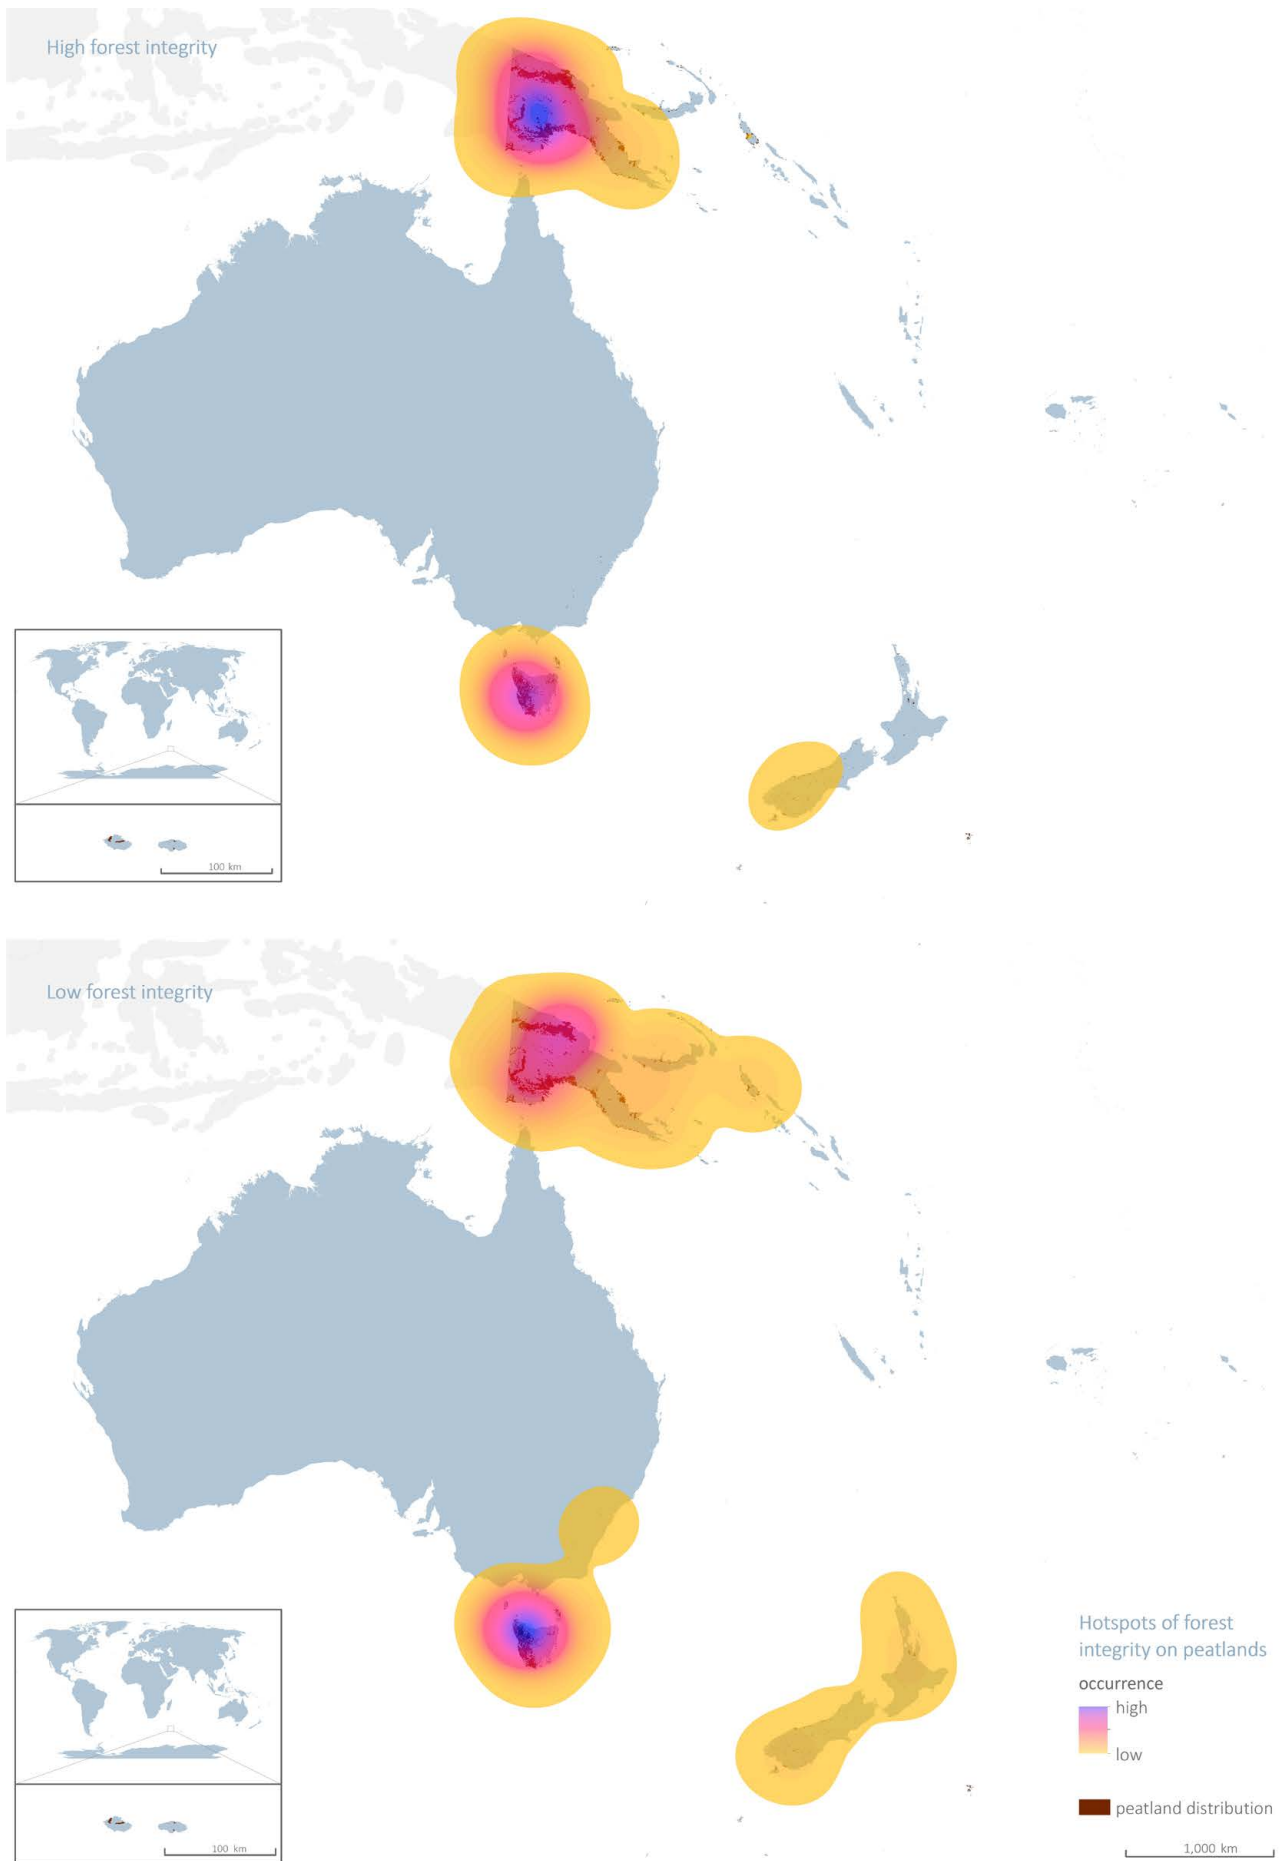 High forest integrity
100 km
Low forest integrity
Hotspots of forest
integrity on peatlands
occurrence
high
low
peatland distribution
100 km
1,000 km